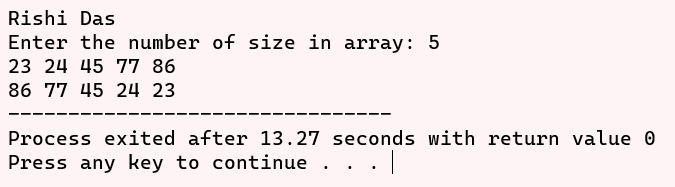 Rishi Das
Enter the number of size in array: 5
23 24 45 77 86
86 77 45 24 23
--------------------------------
Process exited after 13.27 seconds with return value 0
Press any key to continue . . .